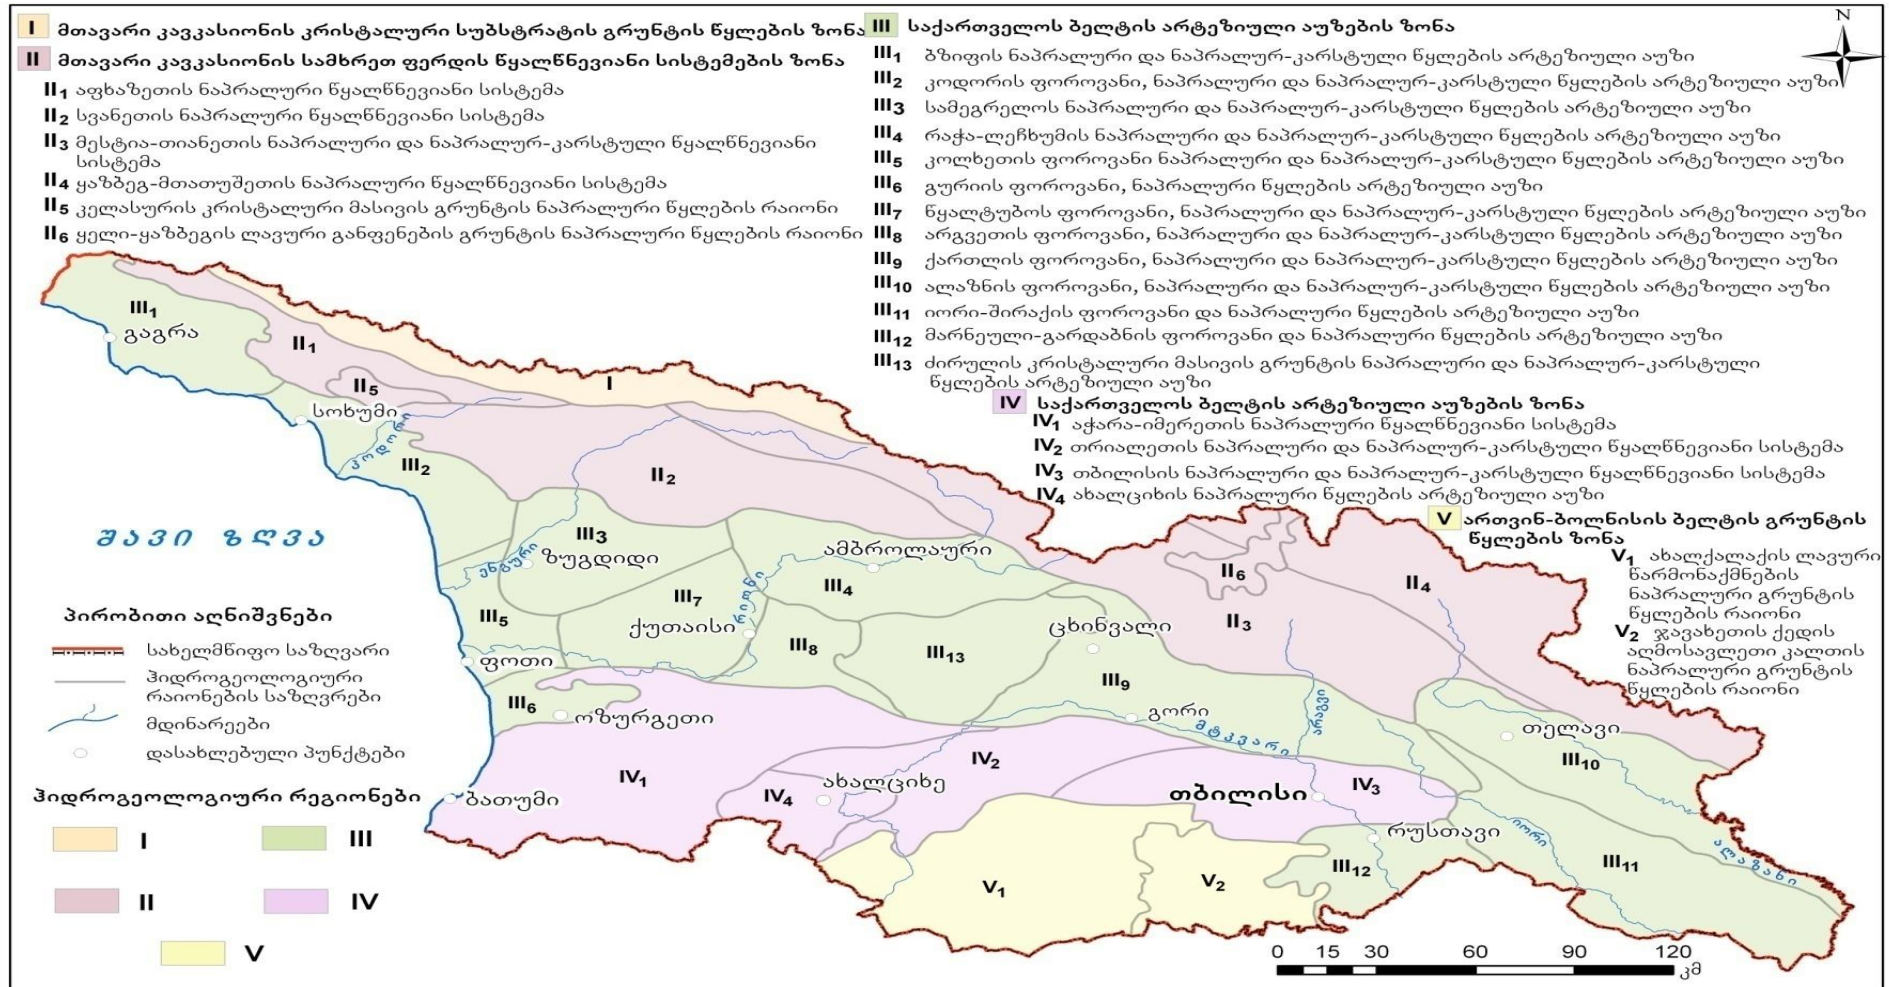 I მთავარი კავკასიონის კრისტალური სუბსტრატის გრუნტის წყლების ზონა
II მთავარი კავკასიონის სამხრეთ ფერდის წყალწნევიანი სისტემების ზონა
II1 აფხაზეთის ნაპრალური წყალწნევიანი სისტემა
II2 სვანეთის ნაპრალური წყალწნევიანი სისტემა
II3 მესტია-თიანეთის ნაპრალური და ნაპრალურ-კარსტული წყალწნევიანი
სისტემა
II4 ყაზბეგ-მთათუშეთის ნაპრალური წყალწნევიანი სისტემა
II5 კელასურის კრისტალური მასივის გრუნტის ნაპრალური წყლების რაიონი
II6 ყელი-ყაზბეგის ლავური განფენების გრუნტის ნაპრალური წყლების რაიონი
III საქართველოს ბელტის არტეზიული აუზების ზონა
III1 ბზიფის ნაპრალური და ნაპრალურ-კარსტული წყლების არტეზიული აუზი
III2 კოდორის ფოროვანი, ნაპრალური და ნაპრალურ-კარსტული წყლების არტეზიული აუზი
III3 სამეგრელოს ნაპრალური და ნაპრალურ-კარსტული წყლების არტეზიული აუზი
III4 რაჭა-ლეჩხუმის ნაპრალური და ნაპრალურ-კარსტული წყლების არტეზიული აუზი
III5 კოლხეთის ფოროვანი ნაპრალური და ნაპრალურ-კარსტული წყლების არტეზიული აუზი
III6 გურიის ფოროვანი, ნაპრალური წყლების არტეზიული აუზი
III7 წყალტუბოს ფოროვანი, ნაპრალური და ნაპრალურ-კარსტული წყლების არტეზიული აუზი
III8 არგვეთის ფოროვანი, ნაპრალური და ნაპრალურ-კარსტული წყლების არტეზიული აუზი
III9 ქართლის ფოროვანი, ნაპრალური და ნაპრალურ-კარსტული წყლების არტეზიული აუზი
III10 ალაზნის ფოროვანი, ნაპრალური და ნაპრალურ-კარსტული წყლების არტეზიული აუზი
III11 იორი-შირაქის ფოროვანი და ნაპრალური წყლების არტეზიული აუზი
III12 მარნეული-გარდაბნის ფოროვანი და ნაპრალური წყლების არტეზიული აუზი
III13 ძირულის კრისტალური მასივის გრუნტის ნაპრალური და ნაპრალურ-კარსტული
წყლების არტეზიული აუზი
IV საქართველოს ბელტის არტეზიული აუზების ზონა
IV1 აჭარა-იმერეთის ნაპრალური წყალწნევიანი სისტემა
IV2 თრიალეთის ნაპრალური და ნაპრალურ-კარსტული წყალწნევიანი სისტემა
IV3 თბილისის ნაპრალური და ნაპრალურ-კარსტული წყალწნევიანი სისტემა
IV4 ახალციხის ნაპრალური წყლების არტეზიული აუზი
V ართვინ-ბოლნისის ბელტის გრუნტის
წყლების ზონა
V1 ახალქალაქის ლავური
წარმონაქმნების
ნაპრალური გრუნტის
წყლების რაიონი
V2 ჯავახეთის ქედის
აღმოსავლეთი კალთის
ნაპრალური გრუნტის
წყლების რაიონი
N
III1
გაგრა
II1
II5
I
სოხუმი
კოდორი
III2
II2
შავი ზღვა
III3
ენგური
ზუგდიდი
ამბროლაური
III4
რიონი
III7
ქუთაისი
III5
ფოთი
III8
III13
ცხინვალი
II6
II4
II3
III9
გორი
მტკვარი
არაგვი
III6
ოზურგეთი
თელავი
III10
IV1
IV2
IV4
ახალციხე
თბილისი
IV3
ბათუმი
რუსთავი
იორი
ალაზანი
III11
III12
V1
V2
პირობითი აღნიშვნები
სახელმწიფო საზღვარი
ჰიდროგეოლოგიური
რაიონების საზღვრები
მდინარეები
დასახლებული პუნქტები
ჰიდროგეოლოგიური რეგიონები
I III
II IV
V
0 15 30 60 90 120
კმ